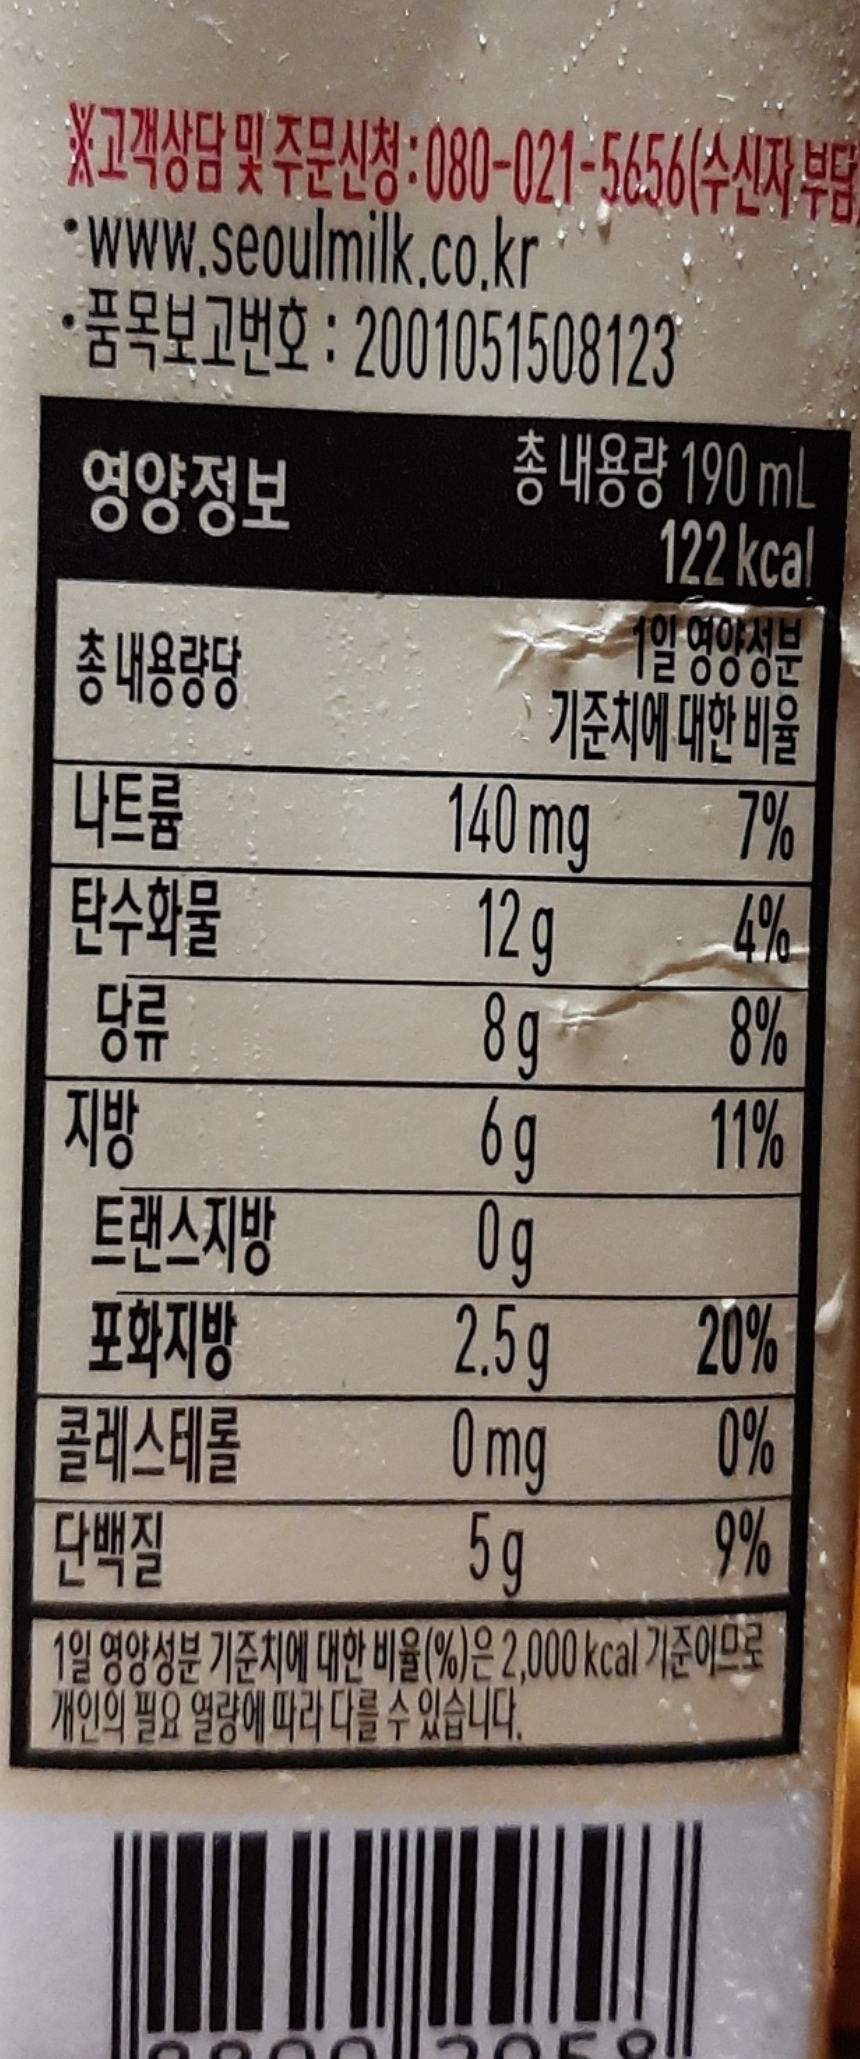 ※고객상담 및 주문신청:080-021-5656(수신자 부담
·www.seoulmilk.co.kr
·품목보고번호 : 2001051508123
영양정보
총 내용량 190 mL
122 kcal
총 내용량당
1일 영양성분
기준치에 대한 비율
나트륨 140 mg 7%
탄수화물 12 g 4%
당류 8 g 8%
지방 6 g 11%
트랜스지방 0 g
포화지방 2.5 g 20%
콜레스테롤 0 mg 0%
단백질 5 g 9%
1일 영양성분 기준치에 대한 비율(%)은 2,000 kcal 기준이므로
개인의 필요 열량에 따라 다를 수 있습니다.